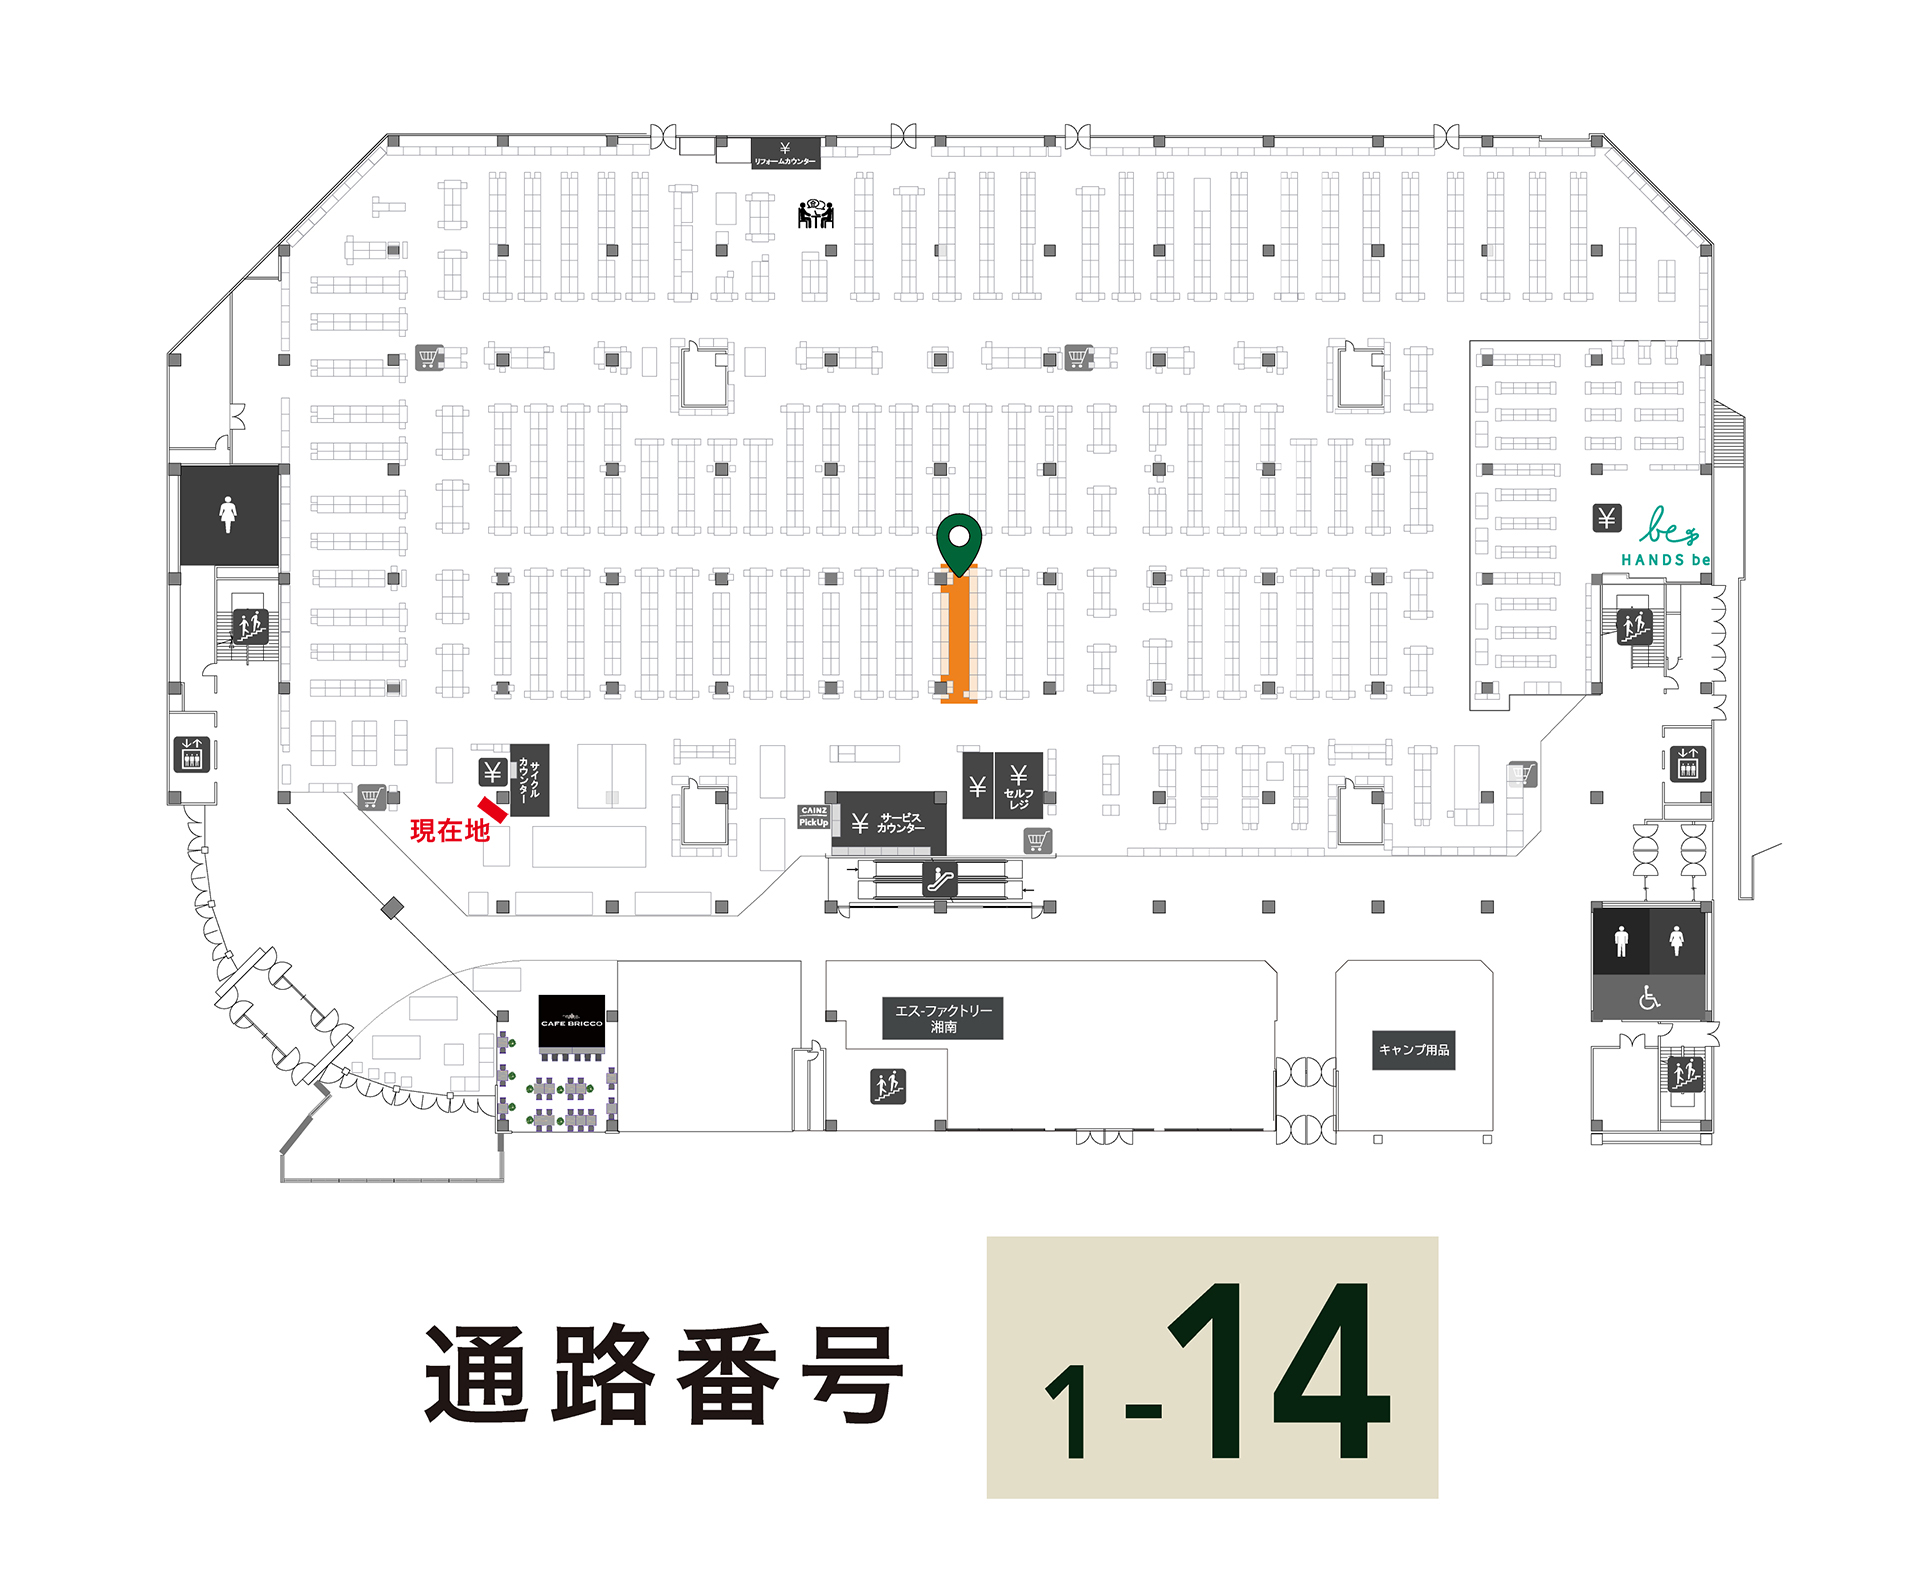 ¥
リフォームカウンター
¥
be
HANDS be
¥
サイクル
カウンター
現在地
CAINZ
PickUp
¥ サービス
カウンター
¥
¥
セルフ
レジ
CAFE BRICCO
エス-ファクトリー
湘南
キャンプ用品
通路番号
1-14